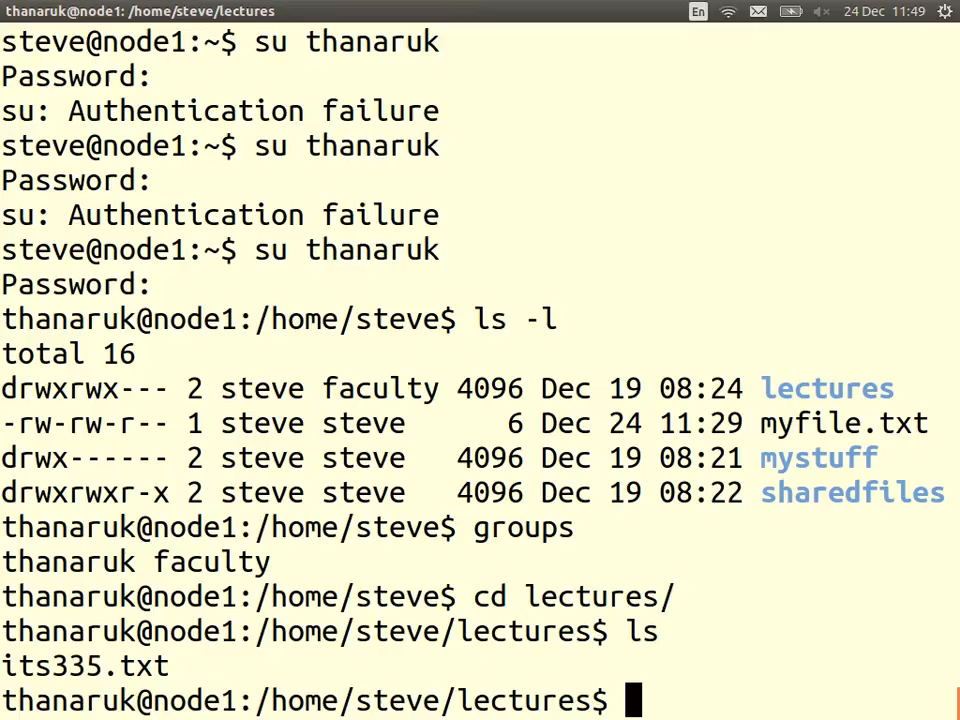 thanaruk@node1: /home/steve/lectures En 24 Dec 11:49
steve@node1:~$ su thanaruk
Password:
su: Authentication failure
steve@node1:~$ su thanaruk
Password:
su: Authentication failure
steve@node1:~$ su thanaruk
Password:
thanaruk@node1:/home/steve$ ls -l
total 16
drwxrwx--- 2 steve faculty 4096 Dec 19 08:24 lectures
-rw-rw-r-- 1 steve steve      6 Dec 24 11:29 myfile.txt
drwx------ 2 steve steve   4096 Dec 19 08:21 mystuff
drwxrwxr-x 2 steve steve   4096 Dec 19 08:22 sharedfiles
thanaruk@node1:/home/steve$ groups
thanaruk faculty
thanaruk@node1:/home/steve$ cd lectures/
thanaruk@node1:/home/steve/lectures$ ls
its335.txt
thanaruk@node1:/home/steve/lectures$